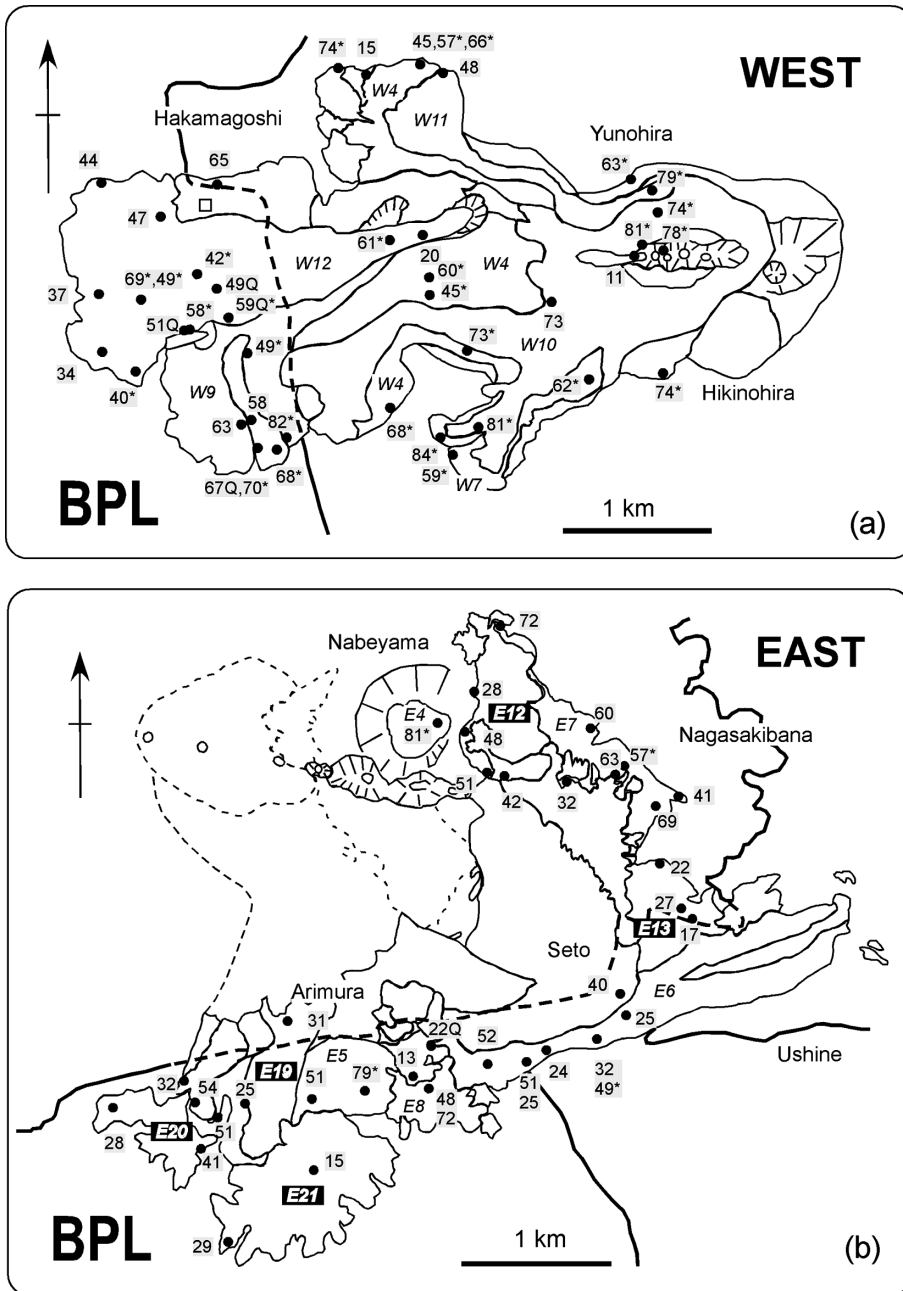 74*
15
45,57*,66*
48
WEST
W4
W11
Hakamagoshi
Yunohira
44
65
63*
79*
47
74*
61*
81*
78*
42*
W12
20
W4
11
69*,49*
49Q
60*
37
59Q*
45*
51Q
58*
73
49*
73*
W10
34
40*
W9
W4
62*
74*
Hikinohira
58
63
82*
68*
81*
84*
59*
67Q,70*
68*
W7
BPL
1 km
(a)
72
Nabeyama
EAST
28
E12
E7
E4
81*
60
Nagasakibana
48
57*
63
51
42
32
41
69
22
27
E13
17
Seto
40
E6
Arimura
31
22Q
52
25
Ushine
E5
13
24
32
E19
32
49*
54
25
51
79*
48
51
E8
72
25
28
E20
51
41
15
E21
BPL
29
1 km
(b)